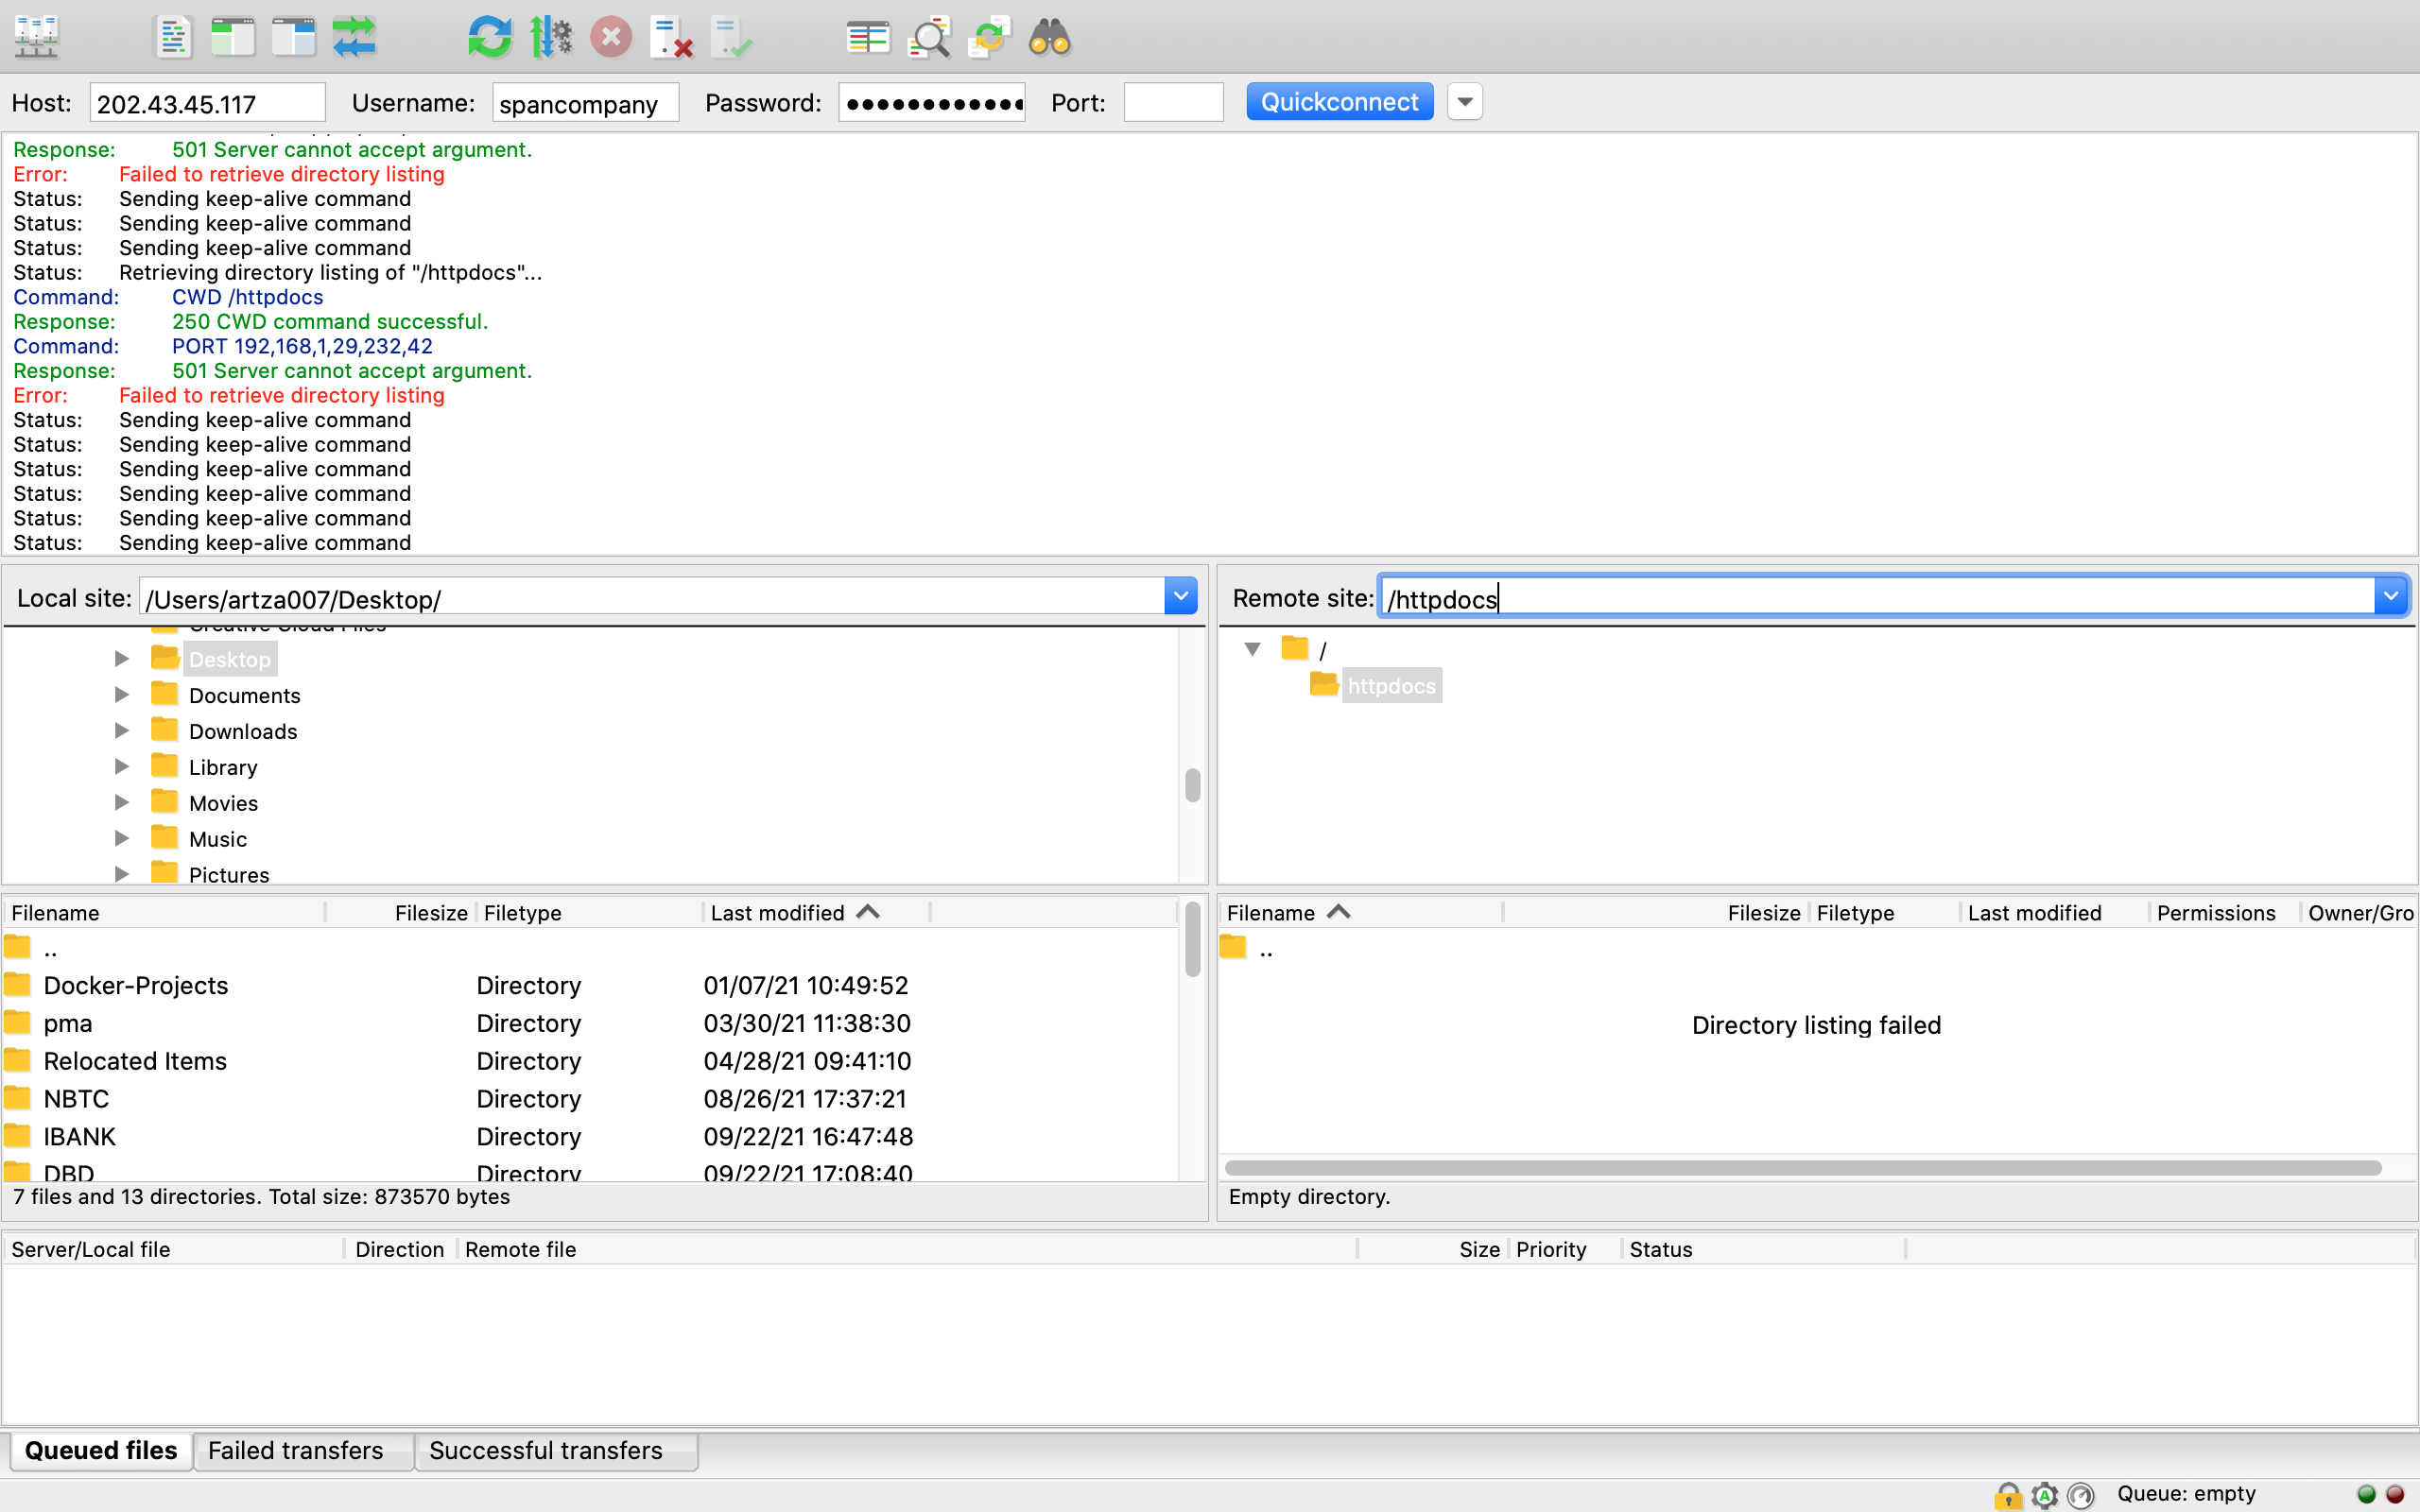 Host: 202.43.45.117 Username: spancompany Password: ●●●●●●●●●●●● Port: Quickconnect
Response: 501 Server cannot accept argument.
Error: Failed to retrieve directory listing
Status: Sending keep-alive command
Status: Sending keep-alive command
Status: Sending keep-alive command
Status: Retrieving directory listing of "/httpdocs"...
Command: CWD /httpdocs
Response: 250 CWD command successful.
Command: PORT 192,168,1,29,232,42
Response: 501 Server cannot accept argument.
Error: Failed to retrieve directory listing
Status: Sending keep-alive command
Status: Sending keep-alive command
Status: Sending keep-alive command
Status: Sending keep-alive command
Status: Sending keep-alive command
Status: Sending keep-alive command
Local site: /Users/artza007/Desktop/
Creative Cloud Files
Desktop
Documents
Downloads
Library
Movies
Music
Pictures
Remote site: /httpdocs
/
httpdocs
Filename Filesize Filetype Last modified
..
Docker-Projects Directory 01/07/21 10:49:52
pma Directory 03/30/21 11:38:30
Relocated Items Directory 04/28/21 09:41:10
NBTC Directory 08/26/21 17:37:21
IBANK Directory 09/22/21 16:47:48
DBD Directory 09/22/21 17:08:40
7 files and 13 directories. Total size: 873570 bytes
Filename Filesize Filetype Last modified Permissions Owner/Gro
..
Directory listing failed
Empty directory.
Server/Local file Direction Remote file Size Priority Status
Queued files Failed transfers Successful transfers
Queue: empty